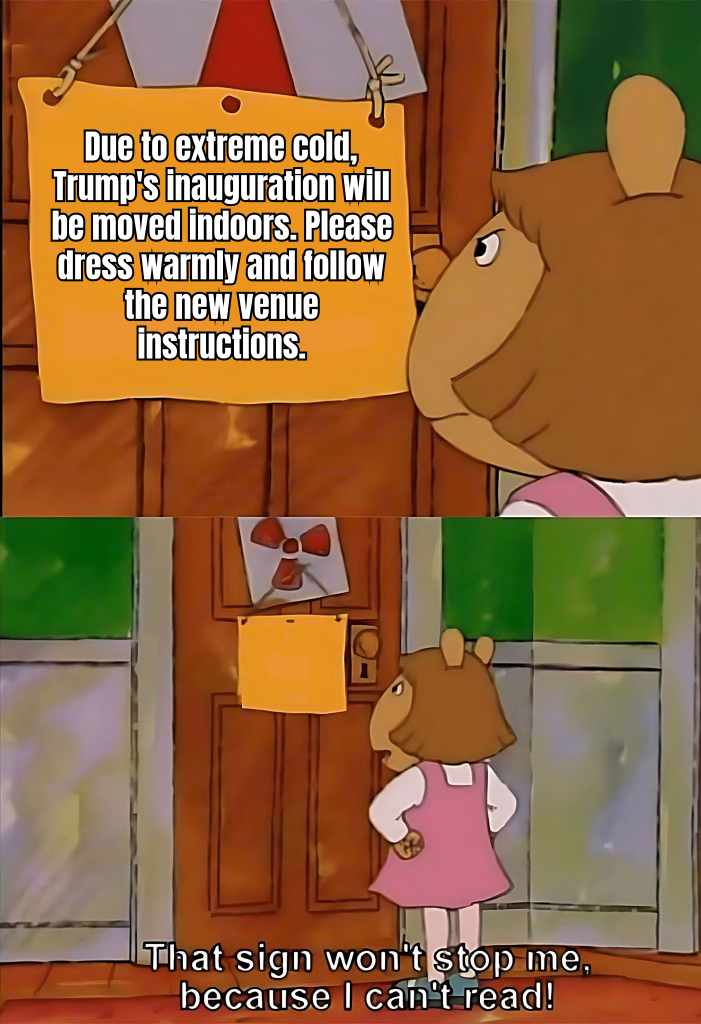 Due to extreme cold,
Trump's inauguration will
be moved indoors. Please
dress warmly and follow
the new venue
instructions.
That sign won't stop me,
because I can't read!